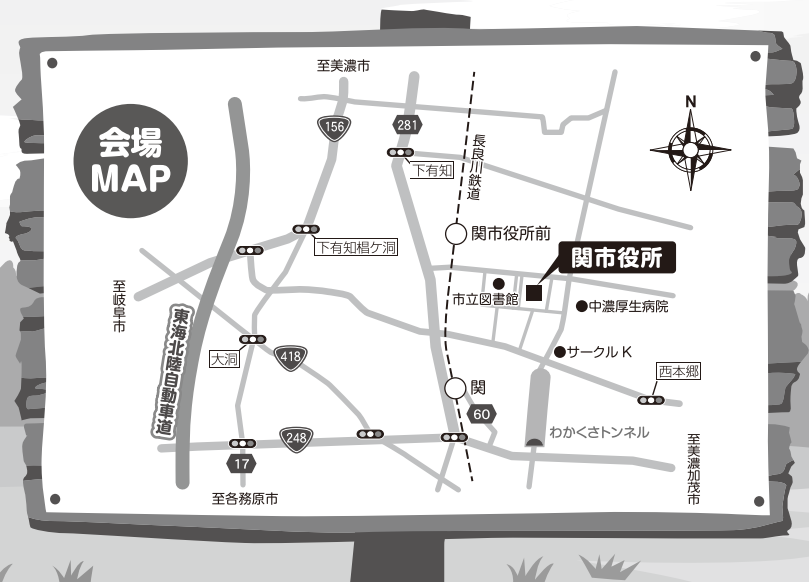 至美濃市
会場
MAP
156
281
N
長良川鉄道
下有知
関市役所前
下有知椙ケ洞
関市役所
至岐阜市
市立図書館
中濃厚生病院
東海北陸自動車道
大洞
418
サークルK
西本郷
関
60
わかくさトンネル
248
17
至美濃加茂市
至各務原市